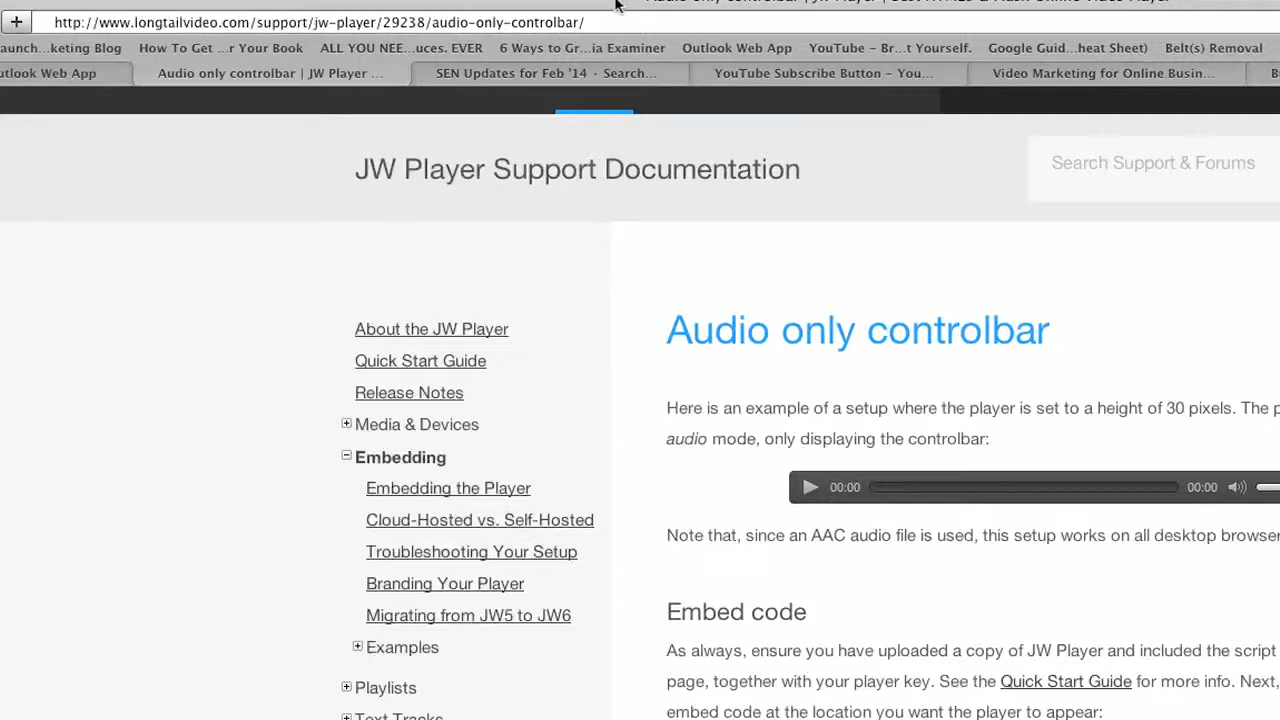 http://www.longtailvideo.com/support/jw-player/29238/audio-only-controlbar/
aunch...keting Blog How To Get ...r Your Book ALL YOU NEE...uces. EVER 6 Ways to Gr...ia Examiner Outlook Web App YouTube - Br...t Yourself. Google Guid...heat Sheet) Belt(s) Removal
utlook Web App Audio only controlbar | JW Player ... SEN Updates for Feb '14 · Search... YouTube Subscribe Button - You... Video Marketing for Online Busin...
JW Player Support Documentation
Search Support & Forums
About the JW Player
Quick Start Guide
Release Notes
Media & Devices
Embedding
Embedding the Player
Cloud-Hosted vs. Self-Hosted
Troubleshooting Your Setup
Branding Your Player
Migrating from JW5 to JW6
Examples
Playlists
Text Tracks
Audio only controlbar
Here is an example of a setup where the player is set to a height of 30 pixels. The p
audio mode, only displaying the controlbar:
00:00 00:00
Note that, since an AAC audio file is used, this setup works on all desktop browser
Embed code
As always, ensure you have uploaded a copy of JW Player and included the script
page, together with your player key. See the Quick Start Guide for more info. Next,
embed code at the location you want the player to appear: